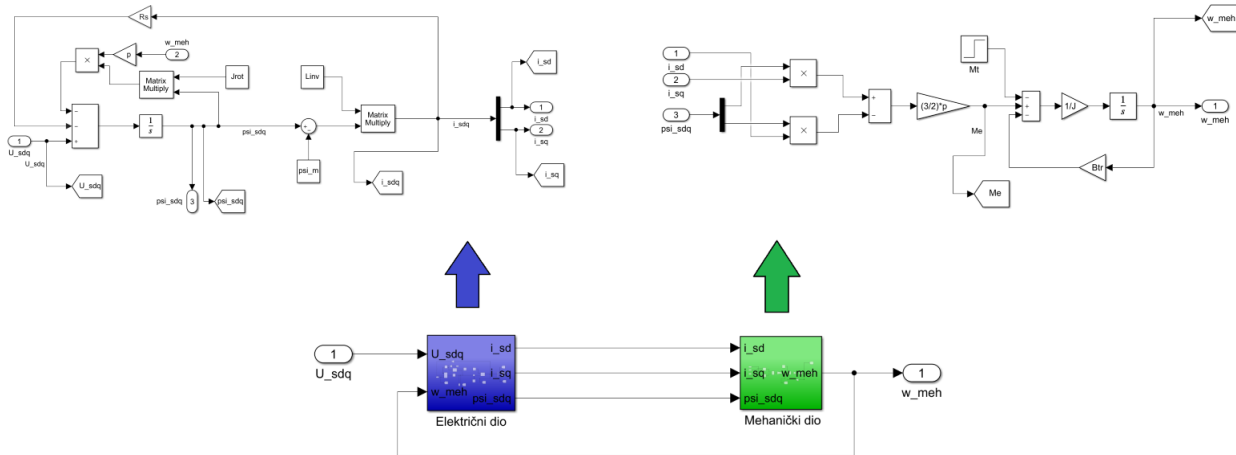 Rs
w_meh
2
p
×
Matrix
Multiply
Jrot
Linv
Matrix
Multiply
i_sd
1
i_sd
2
i_sq
i_sq
−
−
+
1
U_sdq
U_sdq
U_sdq
1
s
psi_sdq
psi_sdq
3
psi_sdq
psi_m
i_sdq
i_sdq
1
i_sd
2
i_sq
3
psi_sdq
×
×
+
−
(3/2)*p
Me
Me
Mt
−
+
−
1/J
1
s
w_meh
w_meh
1
w_meh
Btr
1
U_sdq
U_sdq
w_meh
i_sd
i_sq
psi_sdq
Električni dio
i_sd
i_sq
psi_sdq
w_meh
Mehanički dio
1
w_meh